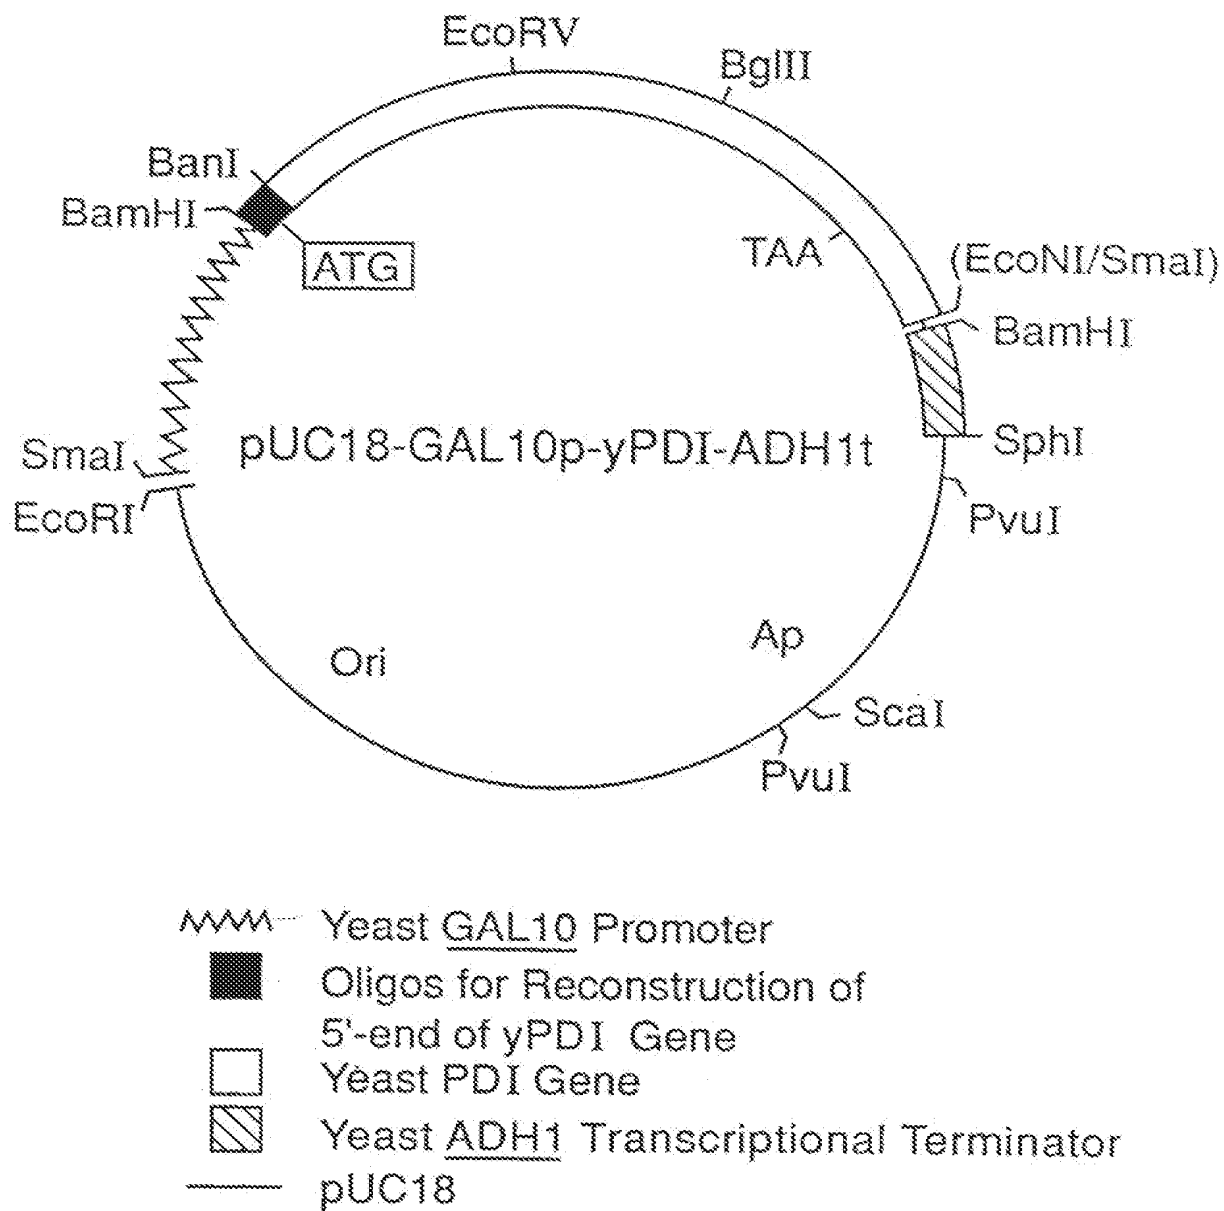 EcoRV
BglII
BanI
BamHI
ATG
TAA
(EcoNI/SmaI)
BamHI
SmaI
pUC18-GAL10p-yPDI-ADH1t
SphI
EcoRI
PvuI
Ori
Ap
ScaI
PvuI
Yeast GAL10 Promoter
Oligos for Reconstruction of
5'-end of yPDI Gene
Yeast PDI Gene
Yeast ADH1 Transcriptional Terminator
pUC18